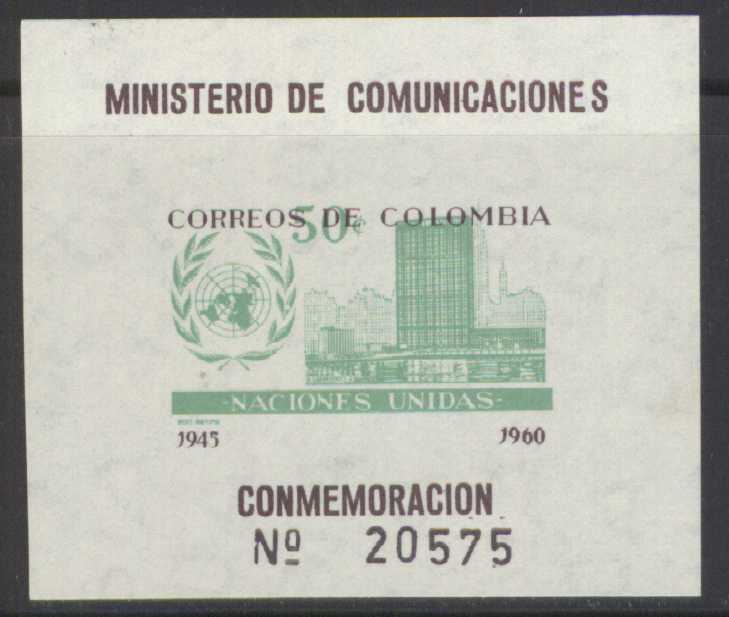 MINISTERIO DE COMUNICACIONES
CORREOS DE COLOMBIA
50c
-NACIONES UNIDAS-
1945 1960
CONMEMORACION
Nº 20575